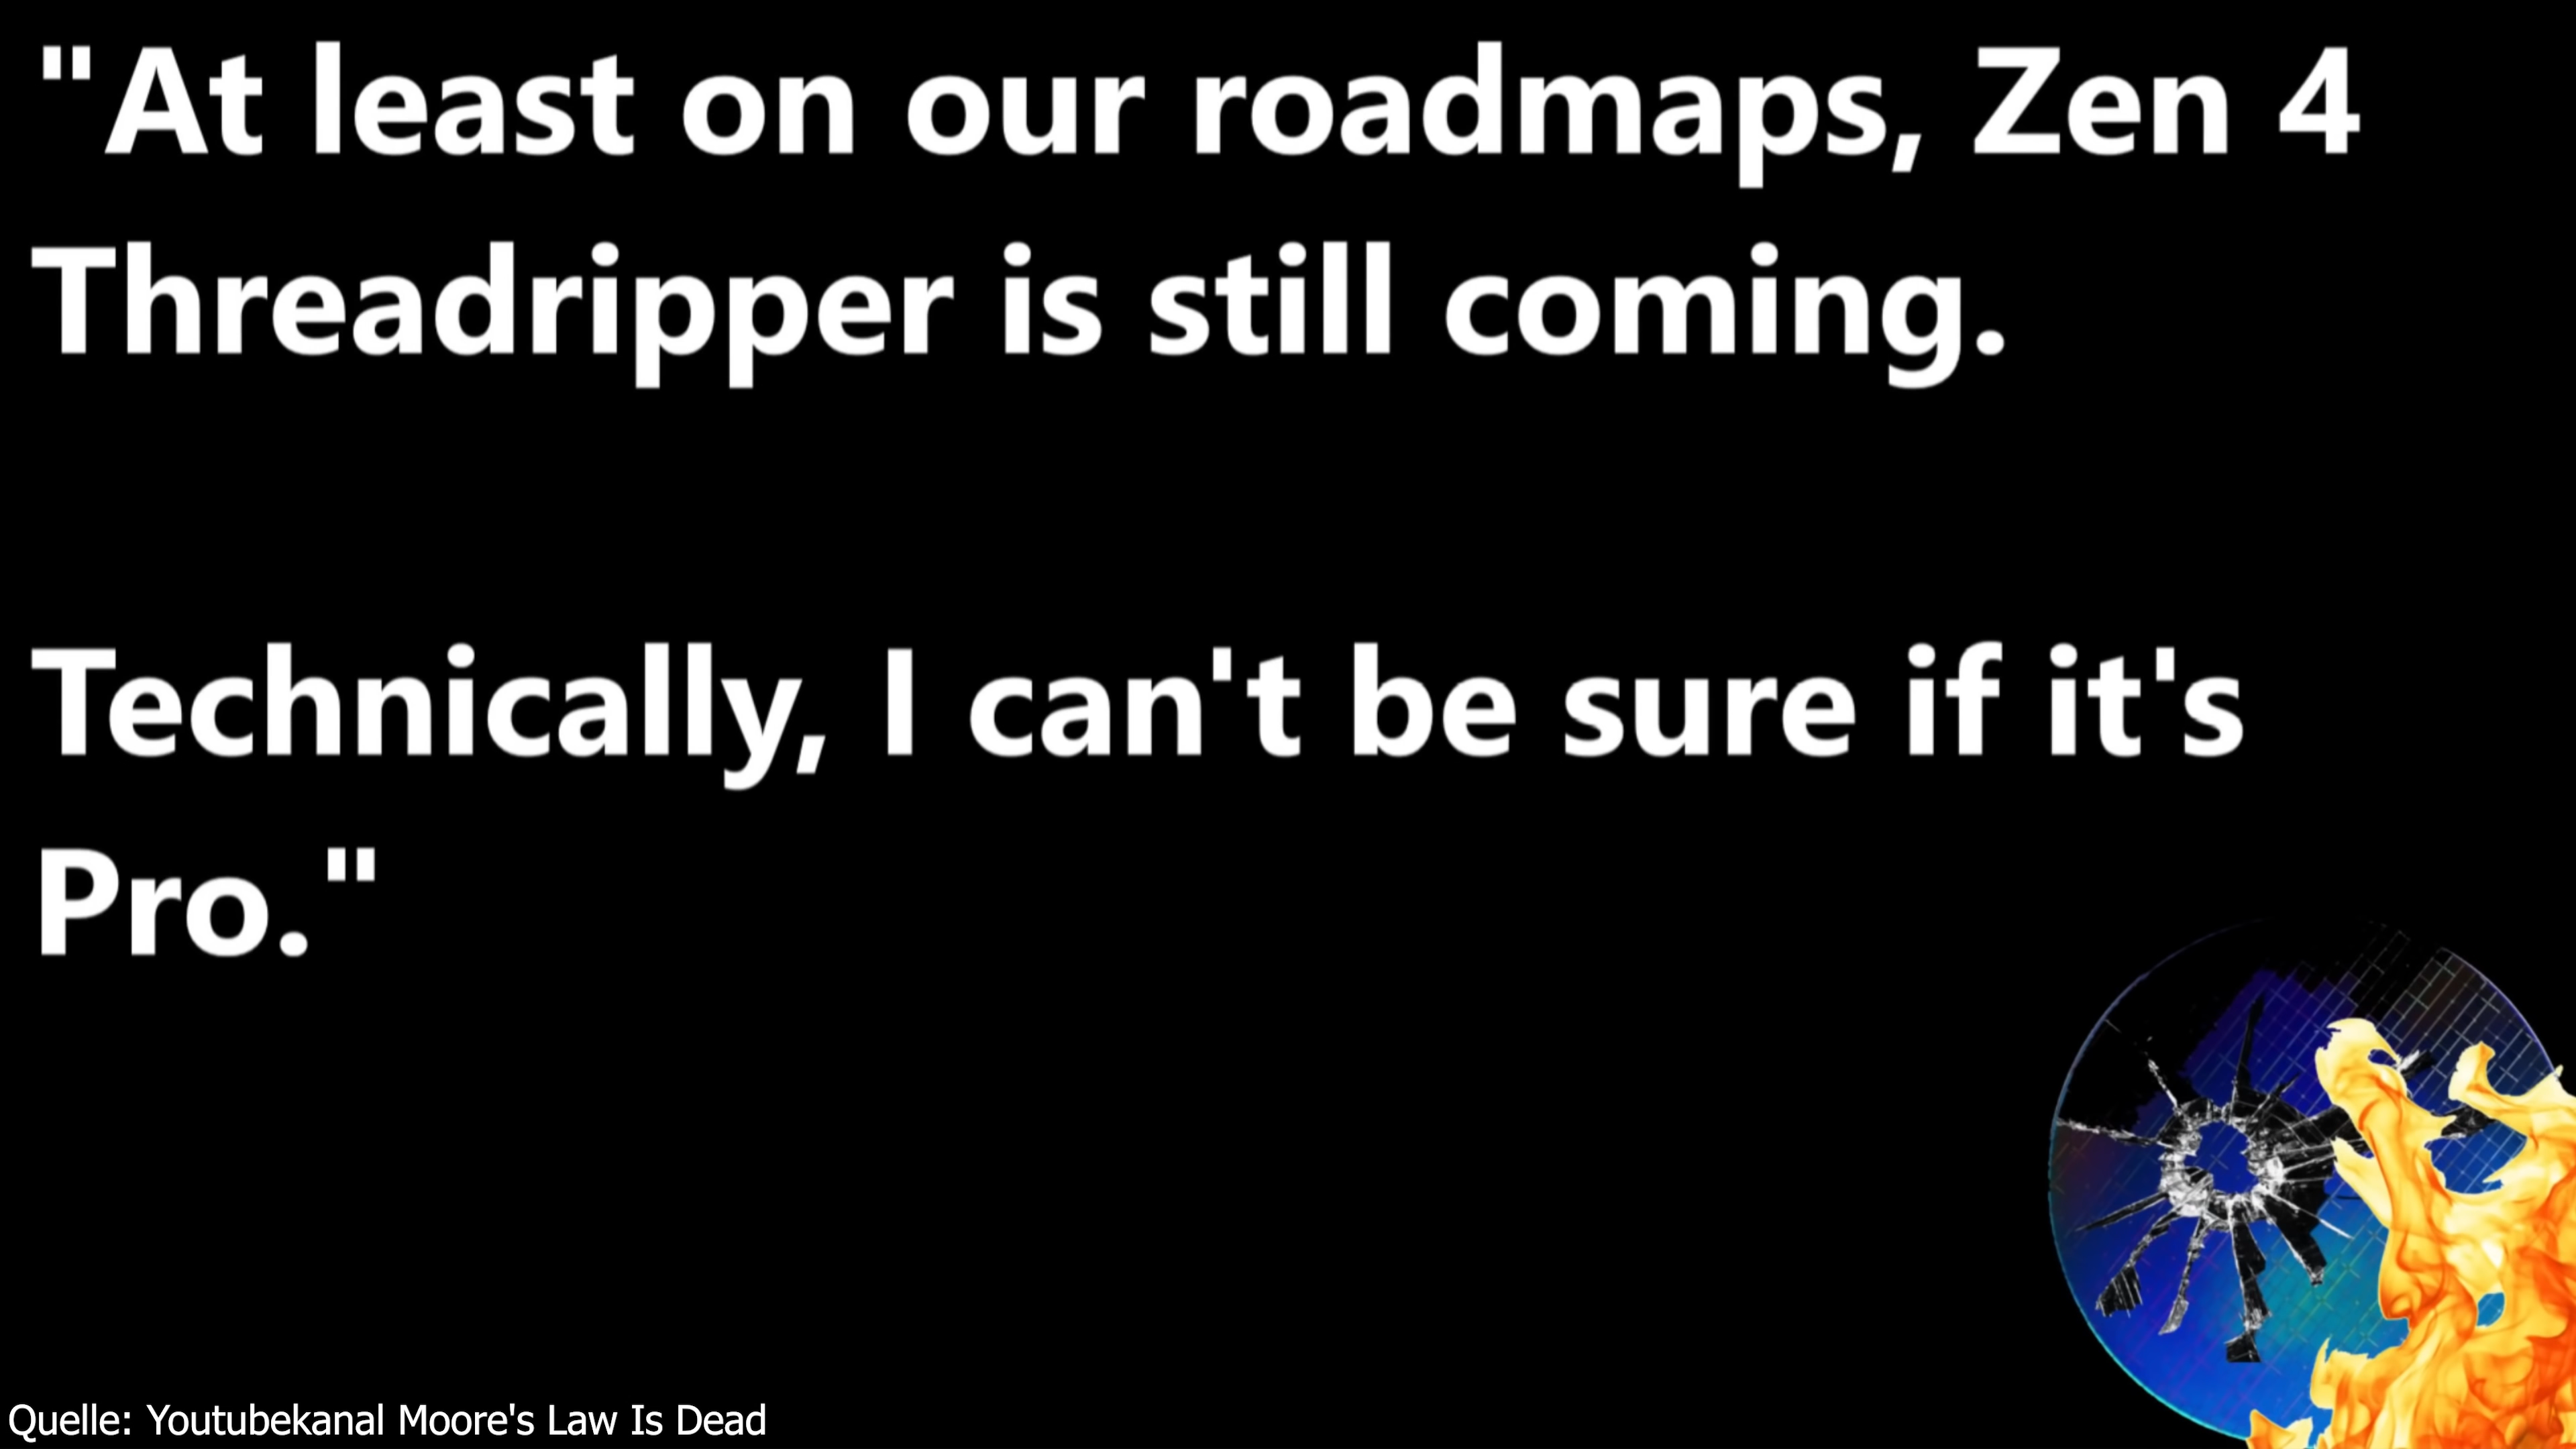 "At least on our roadmaps, Zen 4
Threadripper is still coming.
Technically, I can't be sure if it's
Pro."
Quelle: Youtubekanal Moore's Law Is Dead